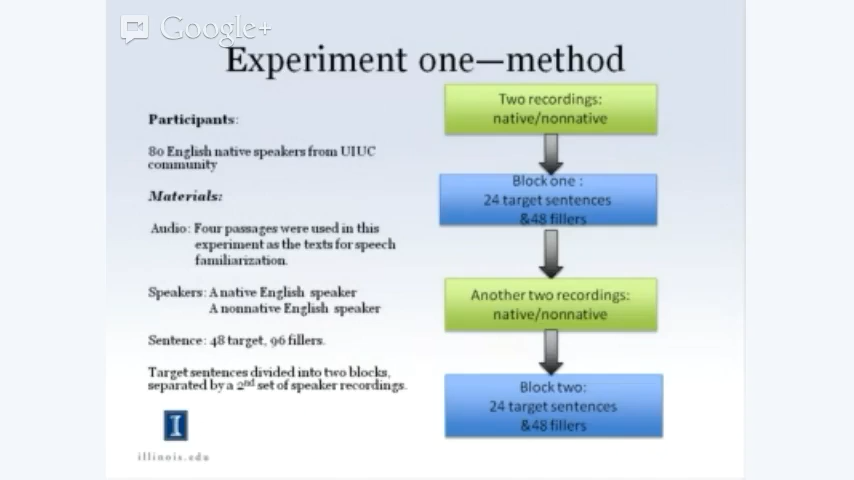 Google+
Experiment one—method
Participants:
80 English native speakers from UIUC
community
Materials:
Audio: Four passages were used in this
experiment as the texts for speech
familiarization.
Speakers: A native English speaker
A nonnative English speaker
Sentence: 48 target, 96 fillers.
Target sentences divided into two blocks,
separated by a 2nd set of speaker recordings.
I
illinois.edu
Two recordings:
native/nonnative
Block one :
24 target sentences
&48 fillers
Another two recordings:
native/nonnative
Block two:
24 target sentences
&48 fillers